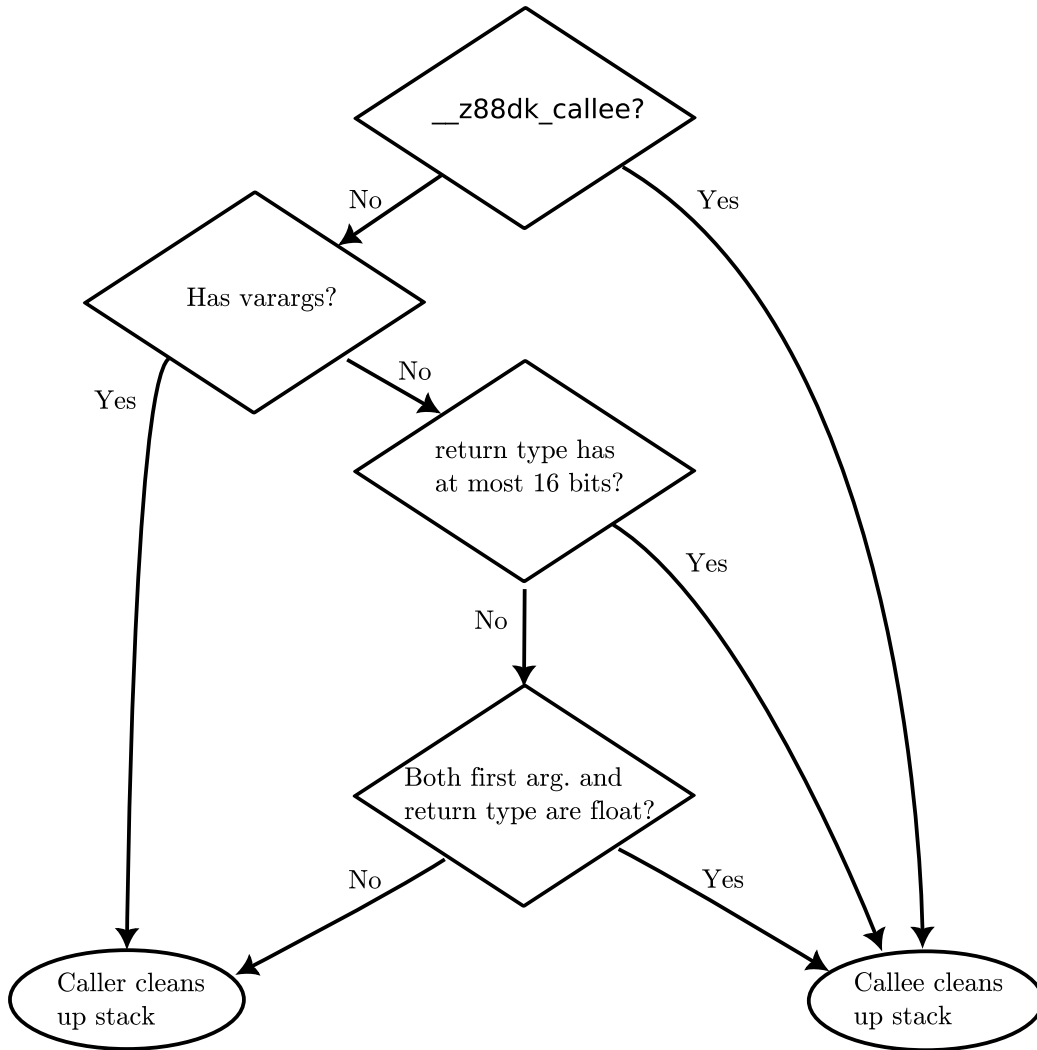 __z88dk_callee?
No
Yes
Has varargs?
Yes
No
return type has
at most 16 bits?
Yes
No
Both first arg. and
return type are float?
No
Yes
Caller cleans
up stack
Callee cleans
up stack